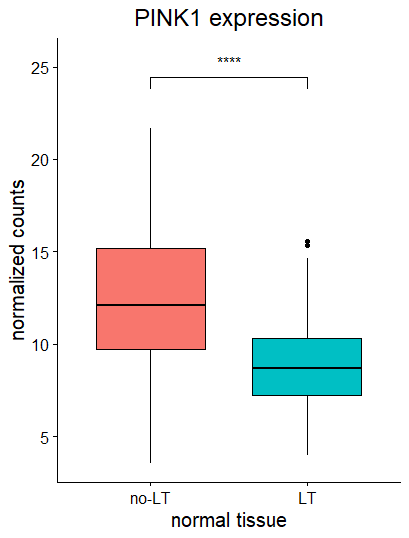 PINK1 expression
****
25
20
15
10
5
normalized counts
no-LT
LT
normal tissue